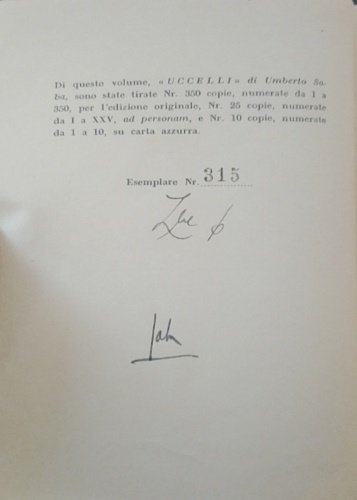 Di questo volume, «UCCELLI» di Umberto Sa-
ba, sono state tirate Nr. 350 copie, numerate da 1 a
350, per l'edizione originale, Nr. 25 copie, numerate
da I a XXV, ad personam, e Nr. 10 copie, numerate
da 1 a 10, su carta azzurra.
Esemplare Nr. 315